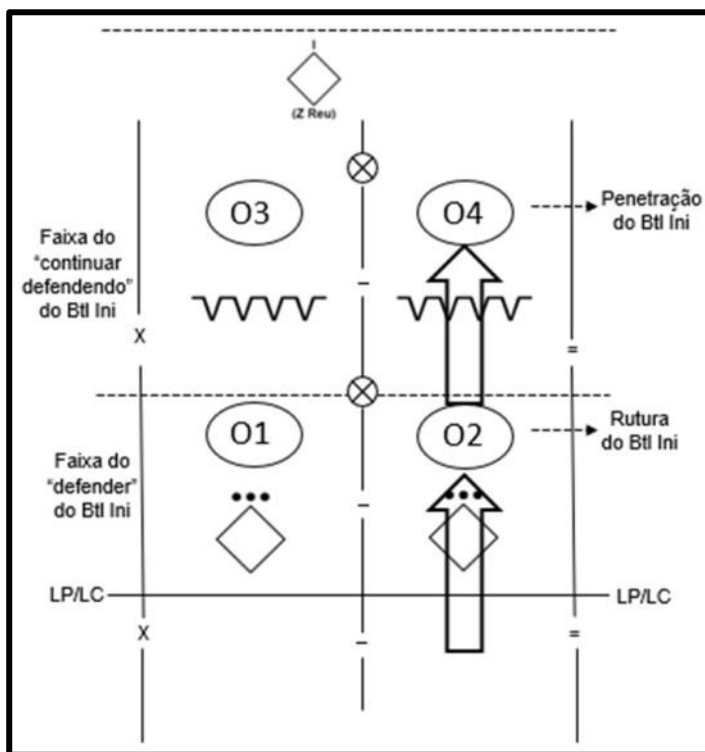 I
(Z Reu)
O3
O4
Penetração
do Btl Ini
Faixa do
“continuar
defendendo”
do Btl Ini
–
X
=
O1
O2
Rutura
do Btl Ini
Faixa do
“defender”
do Btl Ini
•••
•••
–
LP/LC
LP/LC
X
–
=